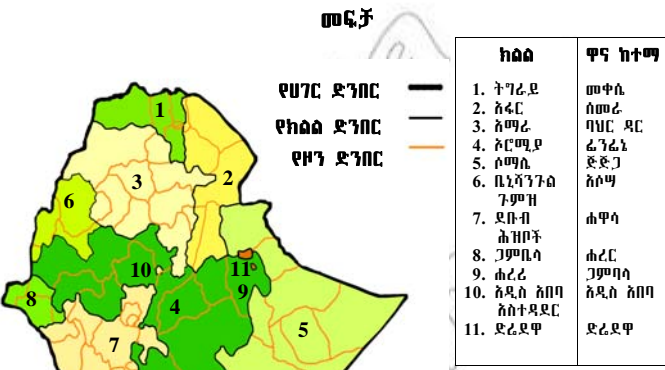 መፍቻ
የሀገር ድንበር
የክልል ድንበር
የዞን ድንበር
ክልል ዋና ከተማ
1. ትግራይ መቀሌ
2. አፋር ሰመራ
3. አማራ ባህር ዳር
4. ኦሮሚያ ፊንፊኔ
5. ሶማሌ ጅጅጋ
6. ቤኒሻንጉል አሶሣ
ጉምዝ
7. ደቡብ ሐዋሳ
ሕዝቦች
8. ጋምቤላ ሐረር
9. ሐረሪ ጋምባላ
10. አዲስ አበባ አዲስ አበባ
አስተዳደር
11. ድሬደዋ ድሬደዋ
1
2
3
6
10
11
9
8
4
5
7